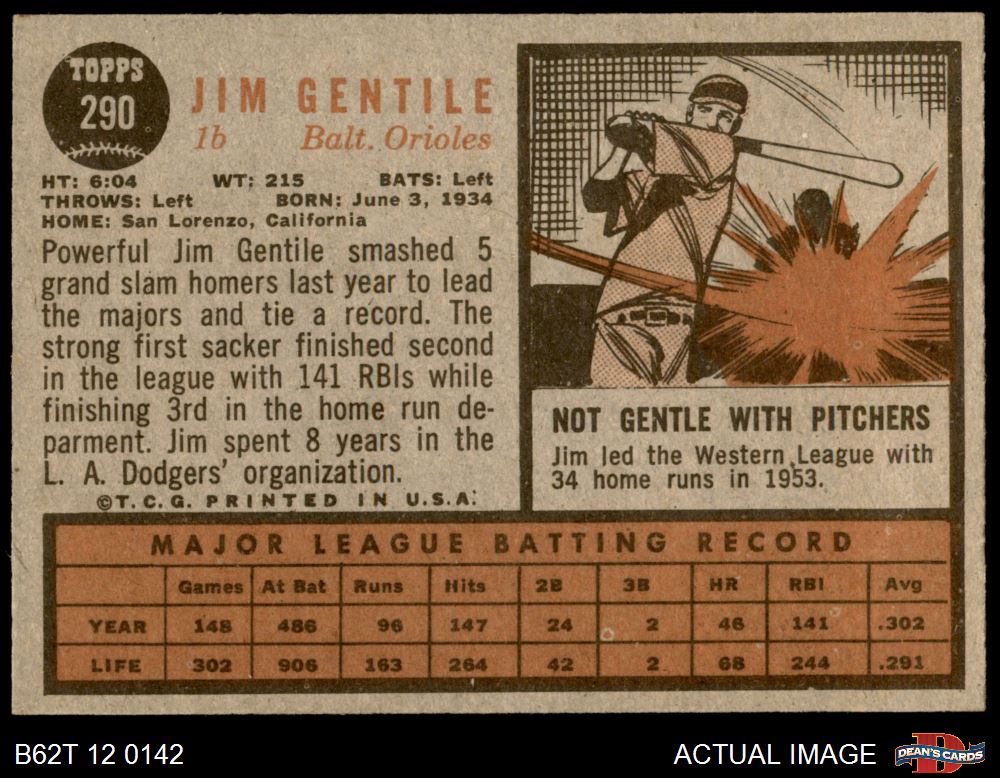 TOPPS
290
JIM GENTILE
1b Balt. Orioles
HT: 6:04 WT: 215 BATS: Left
THROWS: Left BORN: June 3, 1934
HOME: San Lorenzo, California
Powerful Jim Gentile smashed 5
grand slam homers last year to lead
the majors and tie a record. The
strong first sacker finished second
in the league with 141 RBIs while
finishing 3rd in the home run de-
parment. Jim spent 8 years in the
L. A. Dodgers' organization.
©T.C.G. PRINTED IN U.S.A.
NOT GENTLE WITH PITCHERS
Jim led the Western League with
34 home runs in 1953.
MAJOR LEAGUE BATTING RECORD
Games At Bat Runs Hits 2B 3B HR RBI Avg
YEAR 148 486 96 147 24 2 46 141 .302
LIFE 302 906 163 264 42 2 68 244 .291
B62T 12 0142 ACTUAL IMAGE DEAN'S CARDS